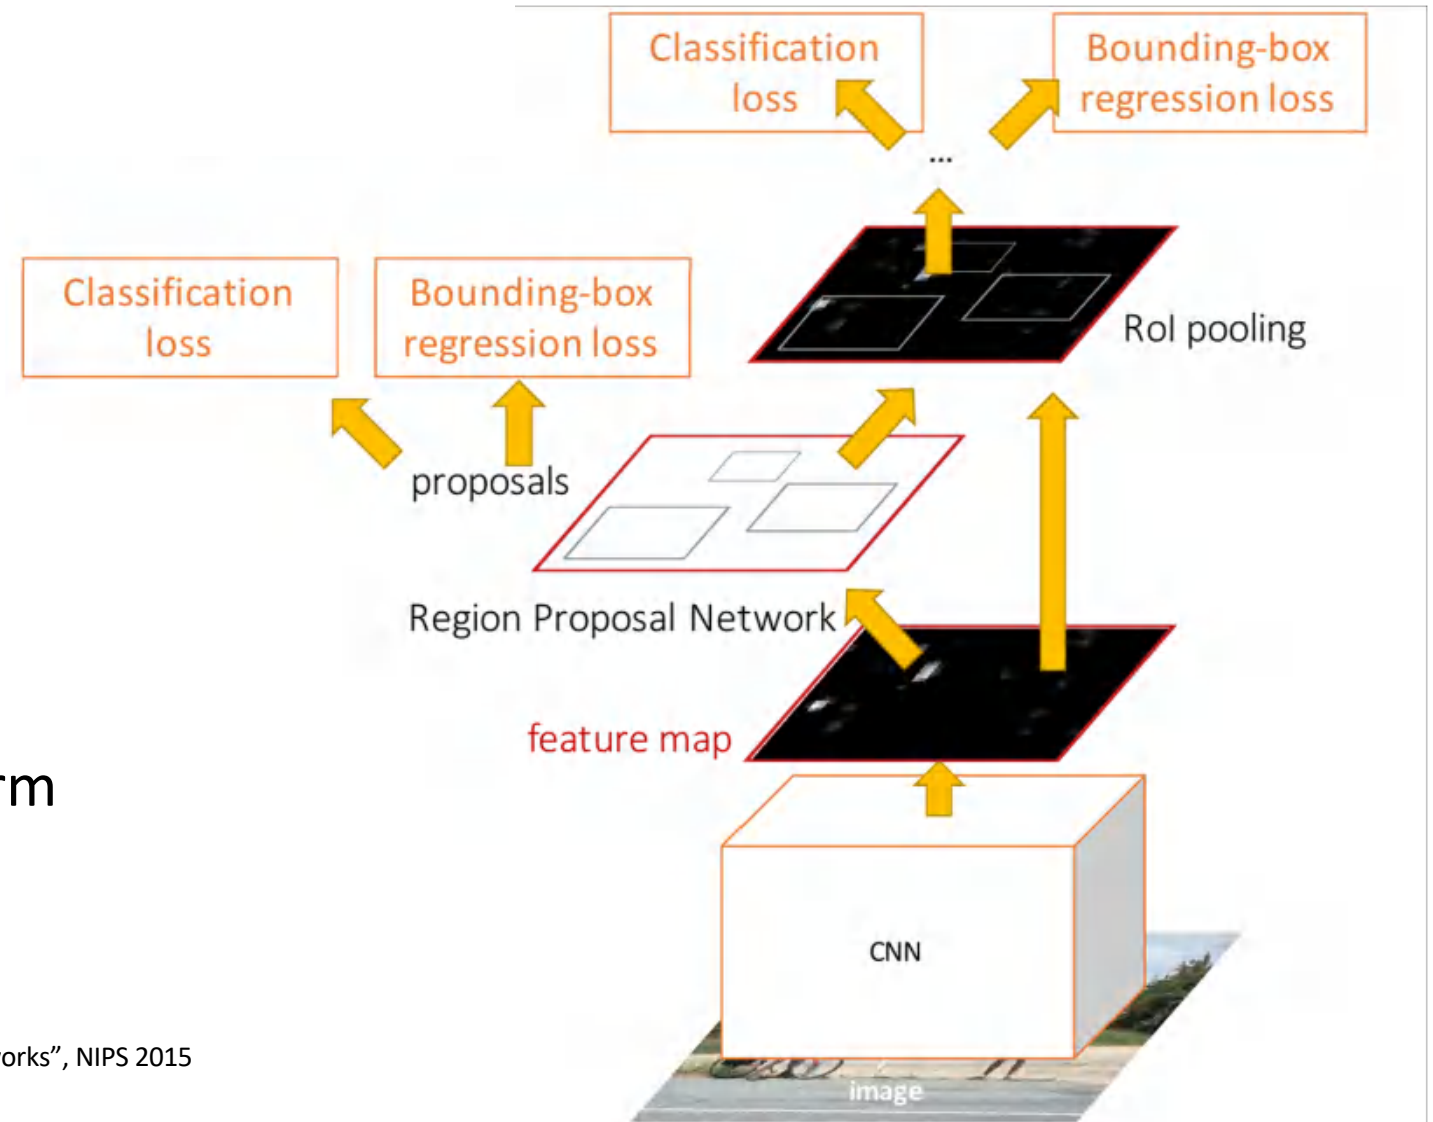 Classification
loss
Bounding-box
regression loss
...
Classification
loss
Bounding-box
regression loss
RoI pooling
proposals
Region Proposal Network
feature map
rm
CNN
orks”, NIPS 2015
image